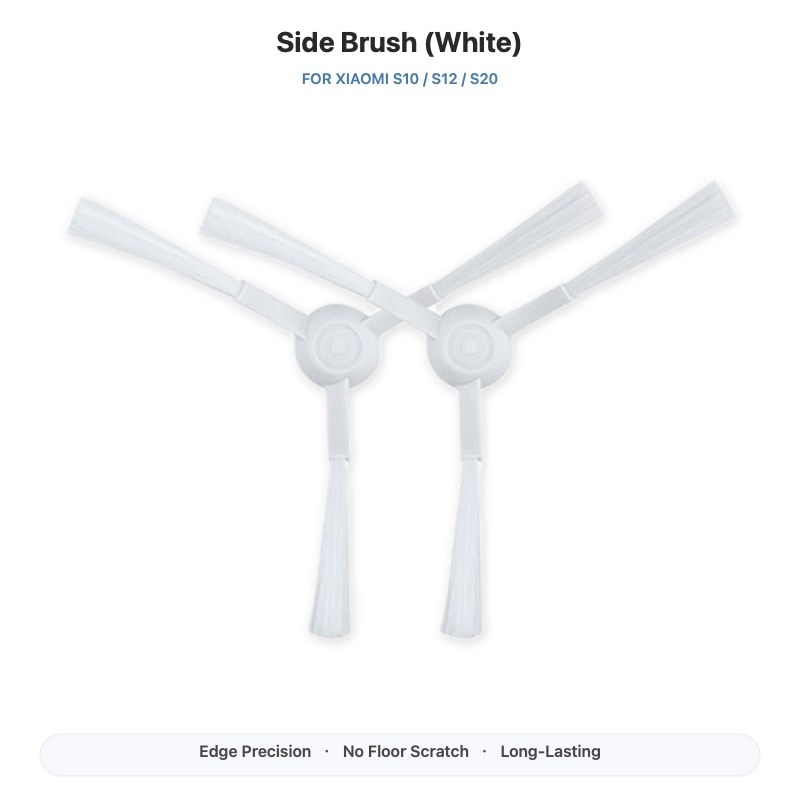 Side Brush (White)
FOR XIAOMI S10 / S12 / S20
Edge Precision · No Floor Scratch · Long-Lasting